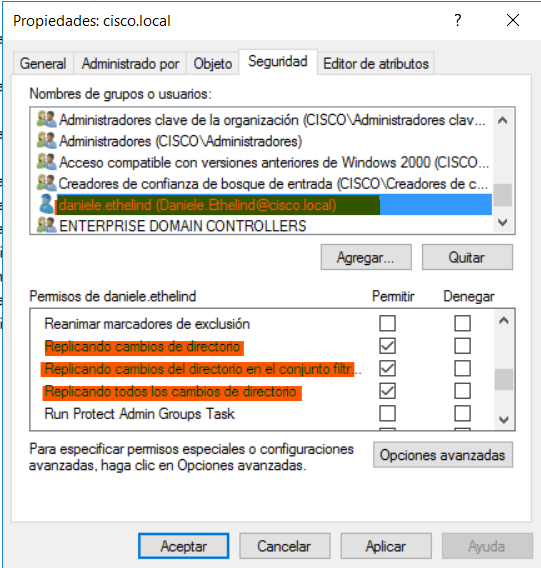 Propiedades: cisco.local
General Administrado por Objeto Seguridad Editor de atributos
Nombres de grupos o usuarios:
Administradores clave de la organización (CISCO\Administradores clav...
Administradores (CISCO\Administradores)
Acceso compatible con versiones anteriores de Windows 2000 (CISCO...
Creadores de confianza de bosque de entrada (CISCO\Creadores de c...
daniele.ethelind (Daniele.Ethelind@cisco.local)
ENTERPRISE DOMAIN CONTROLLERS
Agregar... Quitar
Permisos de daniele.ethelind Permitir Denegar
Reanimar marcadores de exclusión
Replicando cambios de directorio
Replicando cambios del directorio en el conjunto filtr...
Replicando todos los cambios de directorio
Run Protect Admin Groups Task
Para especificar permisos especiales o configuraciones
avanzadas, haga clic en Opciones avanzadas.
Opciones avanzadas
Aceptar Cancelar Aplicar Ayuda